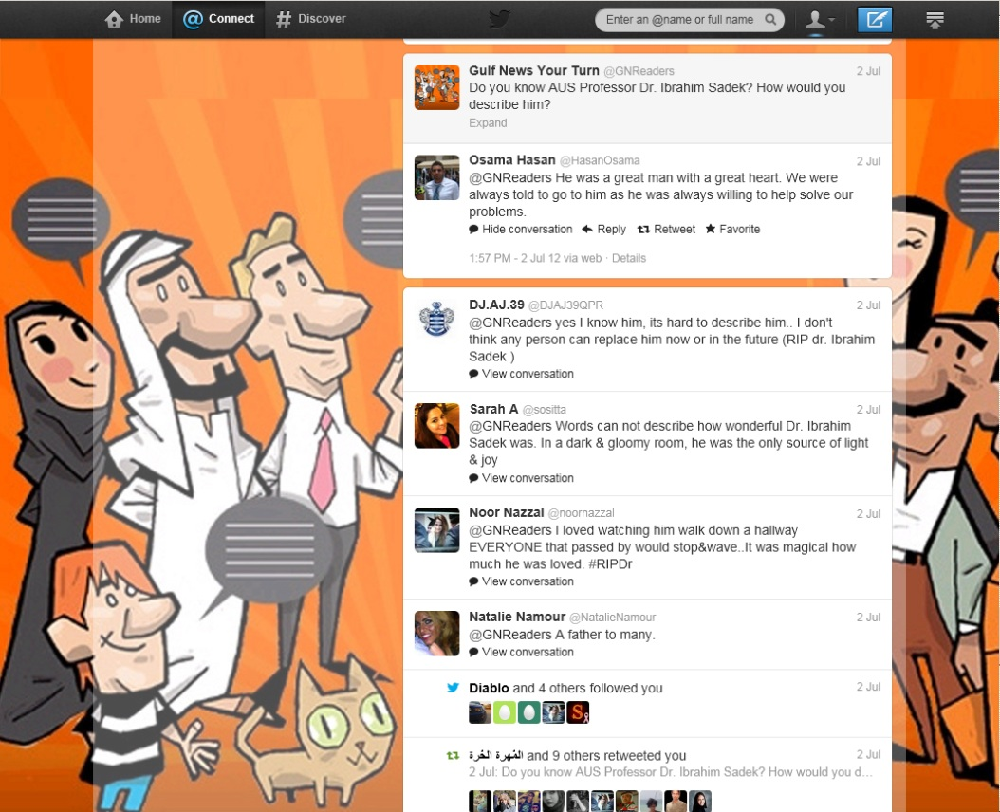 Home
Connect
Discover
Enter an @name or full name
Gulf News Your Turn @GNReaders 2 Jul
Do you know AUS Professor Dr. Ibrahim Sadek? How would you
describe him?
Expand
Osama Hasan @HasanOsama 2 Jul
@GNReaders He was a great man with a great heart. We were
always told to go to him as he was always willing to help solve our
problems.
Hide conversation Reply Retweet Favorite
1:57 PM - 2 Jul 12 via web · Details
DJ.AJ.39 @DJAJ39QPR 2 Jul
@GNReaders yes I know him, its hard to describe him.. I don't
think any person can replace him now or in the future (RIP dr. Ibrahim
Sadek )
View conversation
Sarah A @sositta 2 Jul
@GNReaders Words can not describe how wonderful Dr. Ibrahim
Sadek was. In a dark & gloomy room, he was the only source of light
& joy
View conversation
Noor Nazzal @noornazzal 2 Jul
@GNReaders I loved watching him walk down a hallway
EVERYONE that passed by would stop&wave..It was magical how
much he was loved. #RIPDr
View conversation
Natalie Namour @NatalieNamour 2 Jul
@GNReaders A father to many.
View conversation
Diablo and 4 others followed you 2 Jul
المُهرة الحُرة and 9 others retweeted you 2 Jul
2 Jul: Do you know AUS Professor Dr. Ibrahim Sadek? How would you d...